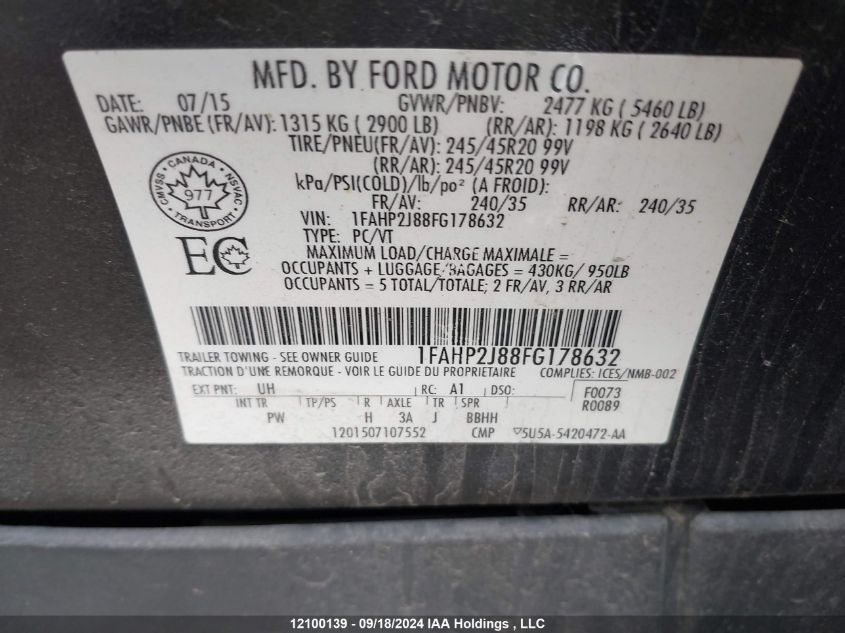 MFD. BY FORD MOTOR CO.
DATE: 07/15 GVWR/PNBV: 2477 KG ( 5460 LB)
GAWR/PNBE (FR/AV): 1315 KG ( 2900 LB) (RR/AR): 1198 KG ( 2640 LB)
TIRE/PNEU(FR/AV): 245/45R20 99V
(RR/AR): 245/45R20 99V
kPa/PSI(COLD)/lb/po² (A FROID):
FR/AV: 240/35 RR/AR: 240/35
VIN: 1FAHP2J88FG178632
TYPE: PC/VT
MAXIMUM LOAD/CHARGE MAXIMALE =
OCCUPANTS + LUGGAGE/BAGAGES = 430KG/ 950LB
OCCUPANTS = 5 TOTAL/TOTALE; 2 FR/AV, 3 RR/AR
CANADA
CMVSS NSVAC
977
TRANSPORT
EC
1FAHP2J88FG178632
TRAILER TOWING - SEE OWNER GUIDE
TRACTION D'UNE REMORQUE - VOIR LE GUIDE DU PROPRIETAIRE COMPLIES: ICES/NMB-002
EXT PNT: UH RC: A1 DSO: F0073
INT TR TP/PS R AXLE TR SPR R0089
PW H 3A J BBHH
1201507107552 CMP 5U5A-5420472-AA
12100139 - 09/18/2024 IAA Holdings , LLC